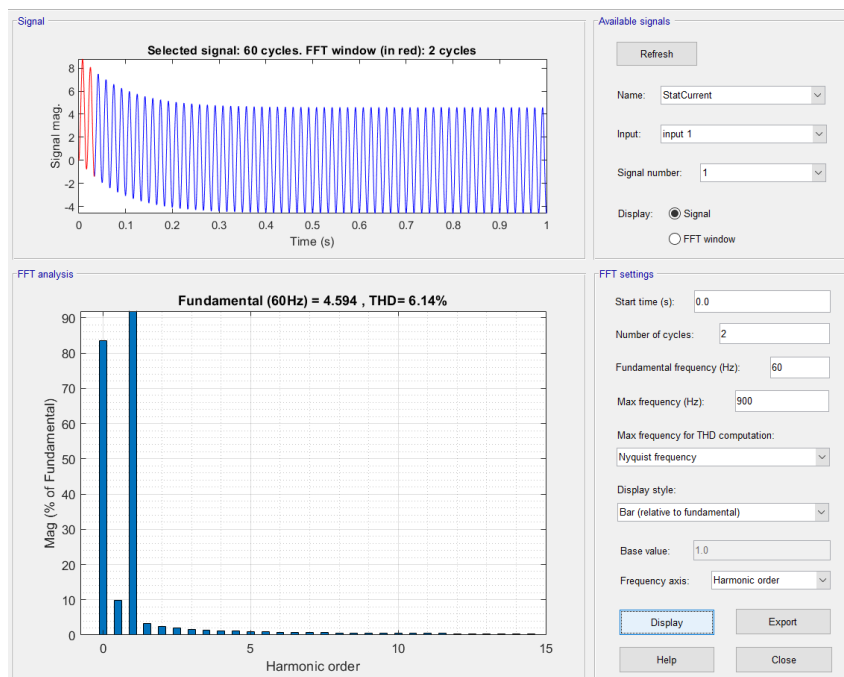 Signal
Selected signal: 60 cycles. FFT window (in red): 2 cycles
8
6
4
2
0
-2
-4
Signal mag.
0 0.1 0.2 0.3 0.4 0.5 0.6 0.7 0.8 0.9 1
Time (s)
FFT analysis
Fundamental (60Hz) = 4.594 , THD= 6.14%
90
80
70
60
50
40
30
20
10
0
Mag (% of Fundamental)
0 5 10 15
Harmonic order
Available signals
Refresh
Name: StatCurrent
Input: input 1
Signal number: 1
Display: Signal
FFT window
FFT settings
Start time (s): 0.0
Number of cycles: 2
Fundamental frequency (Hz): 60
Max frequency (Hz): 900
Max frequency for THD computation:
Nyquist frequency
Display style:
Bar (relative to fundamental)
Base value: 1.0
Frequency axis: Harmonic order
Display Export
Help Close